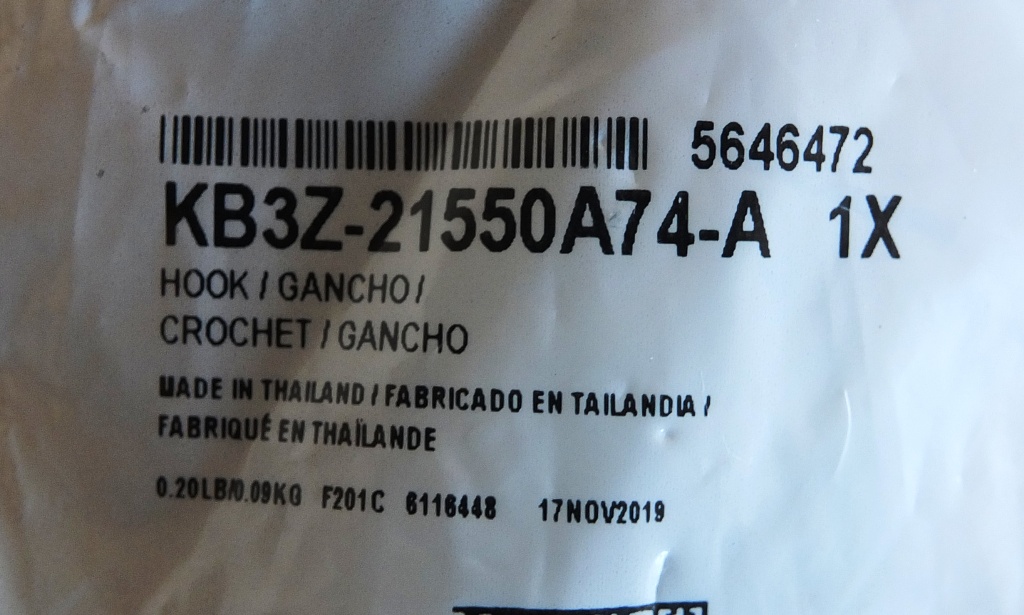 5646472
KB3Z-21550A74-A 1X
HOOK / GANCHO /
CROCHET / GANCHO
MADE IN THAILAND / FABRICADO EN TAILANDIA /
FABRIQUÉ EN THAÏLANDE
0.20LB/0.09KG F201C 6116448 17NOV2019